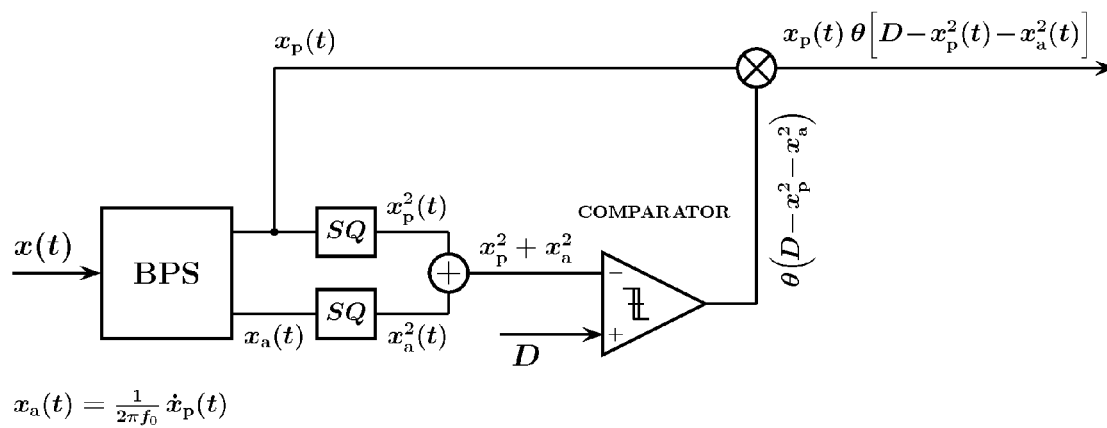 x_p(t)
x_p(t) θ[D−x_p^2(t)−x_a^2(t)]
θ(D−x_p^2−x_a^2)
COMPARATOR
x(t)
BPS
SQ
x_p^2(t)
+
x_p^2 + x_a^2
−
x_a(t)
SQ
x_a^2(t)
D
+
x_a(t) = \frac{1}{2πf_0} ẋ_p(t)